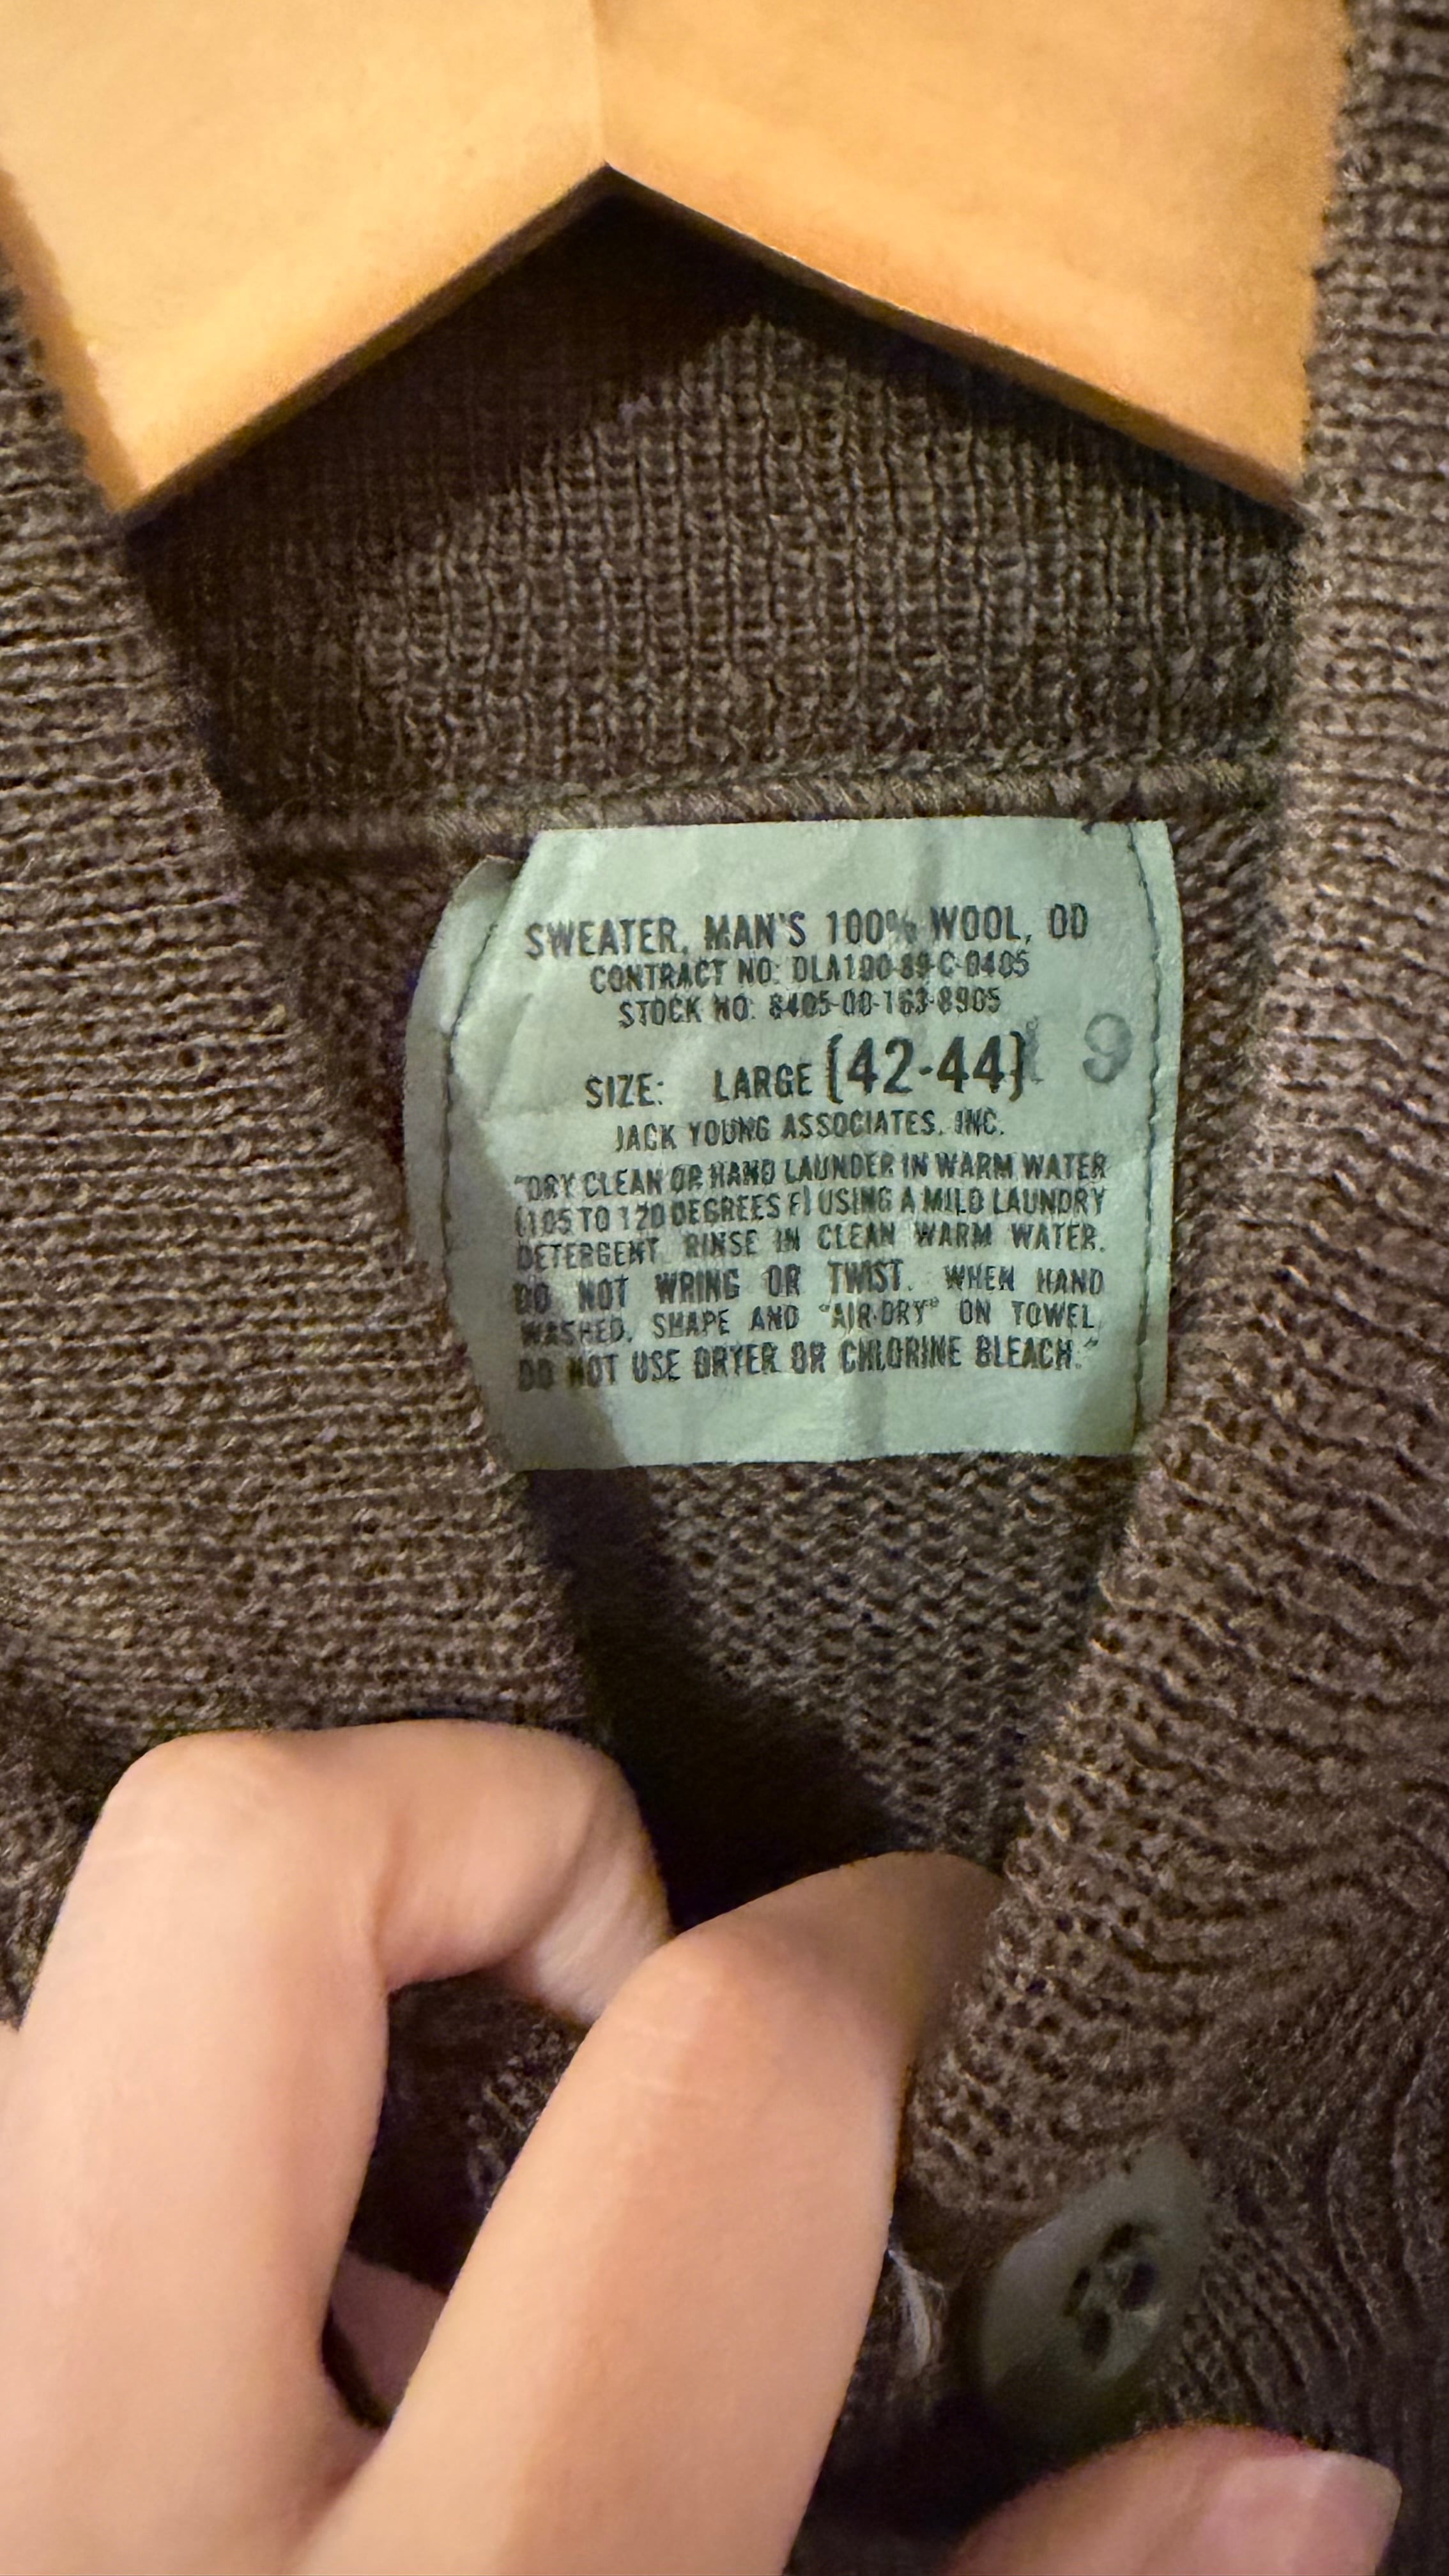 SWEATER, MAN'S 100% WOOL, OD
CONTRACT NO: DLA100-89-C-0405
STOCK NO: 8405-00-163-8905
SIZE: LARGE (42-44) 9
JACK YOUNG ASSOCIATES, INC.
"DRY CLEAN OR HAND LAUNDER IN WARM WATER
(105 TO 120 DEGREES F) USING A MILD LAUNDRY
DETERGENT. RINSE IN CLEAN WARM WATER.
DO NOT WRING OR TWIST. WHEN HAND
WASHED, SHAPE AND "AIR-DRY" ON TOWEL
DO NOT USE DRYER OR CHLORINE BLEACH."